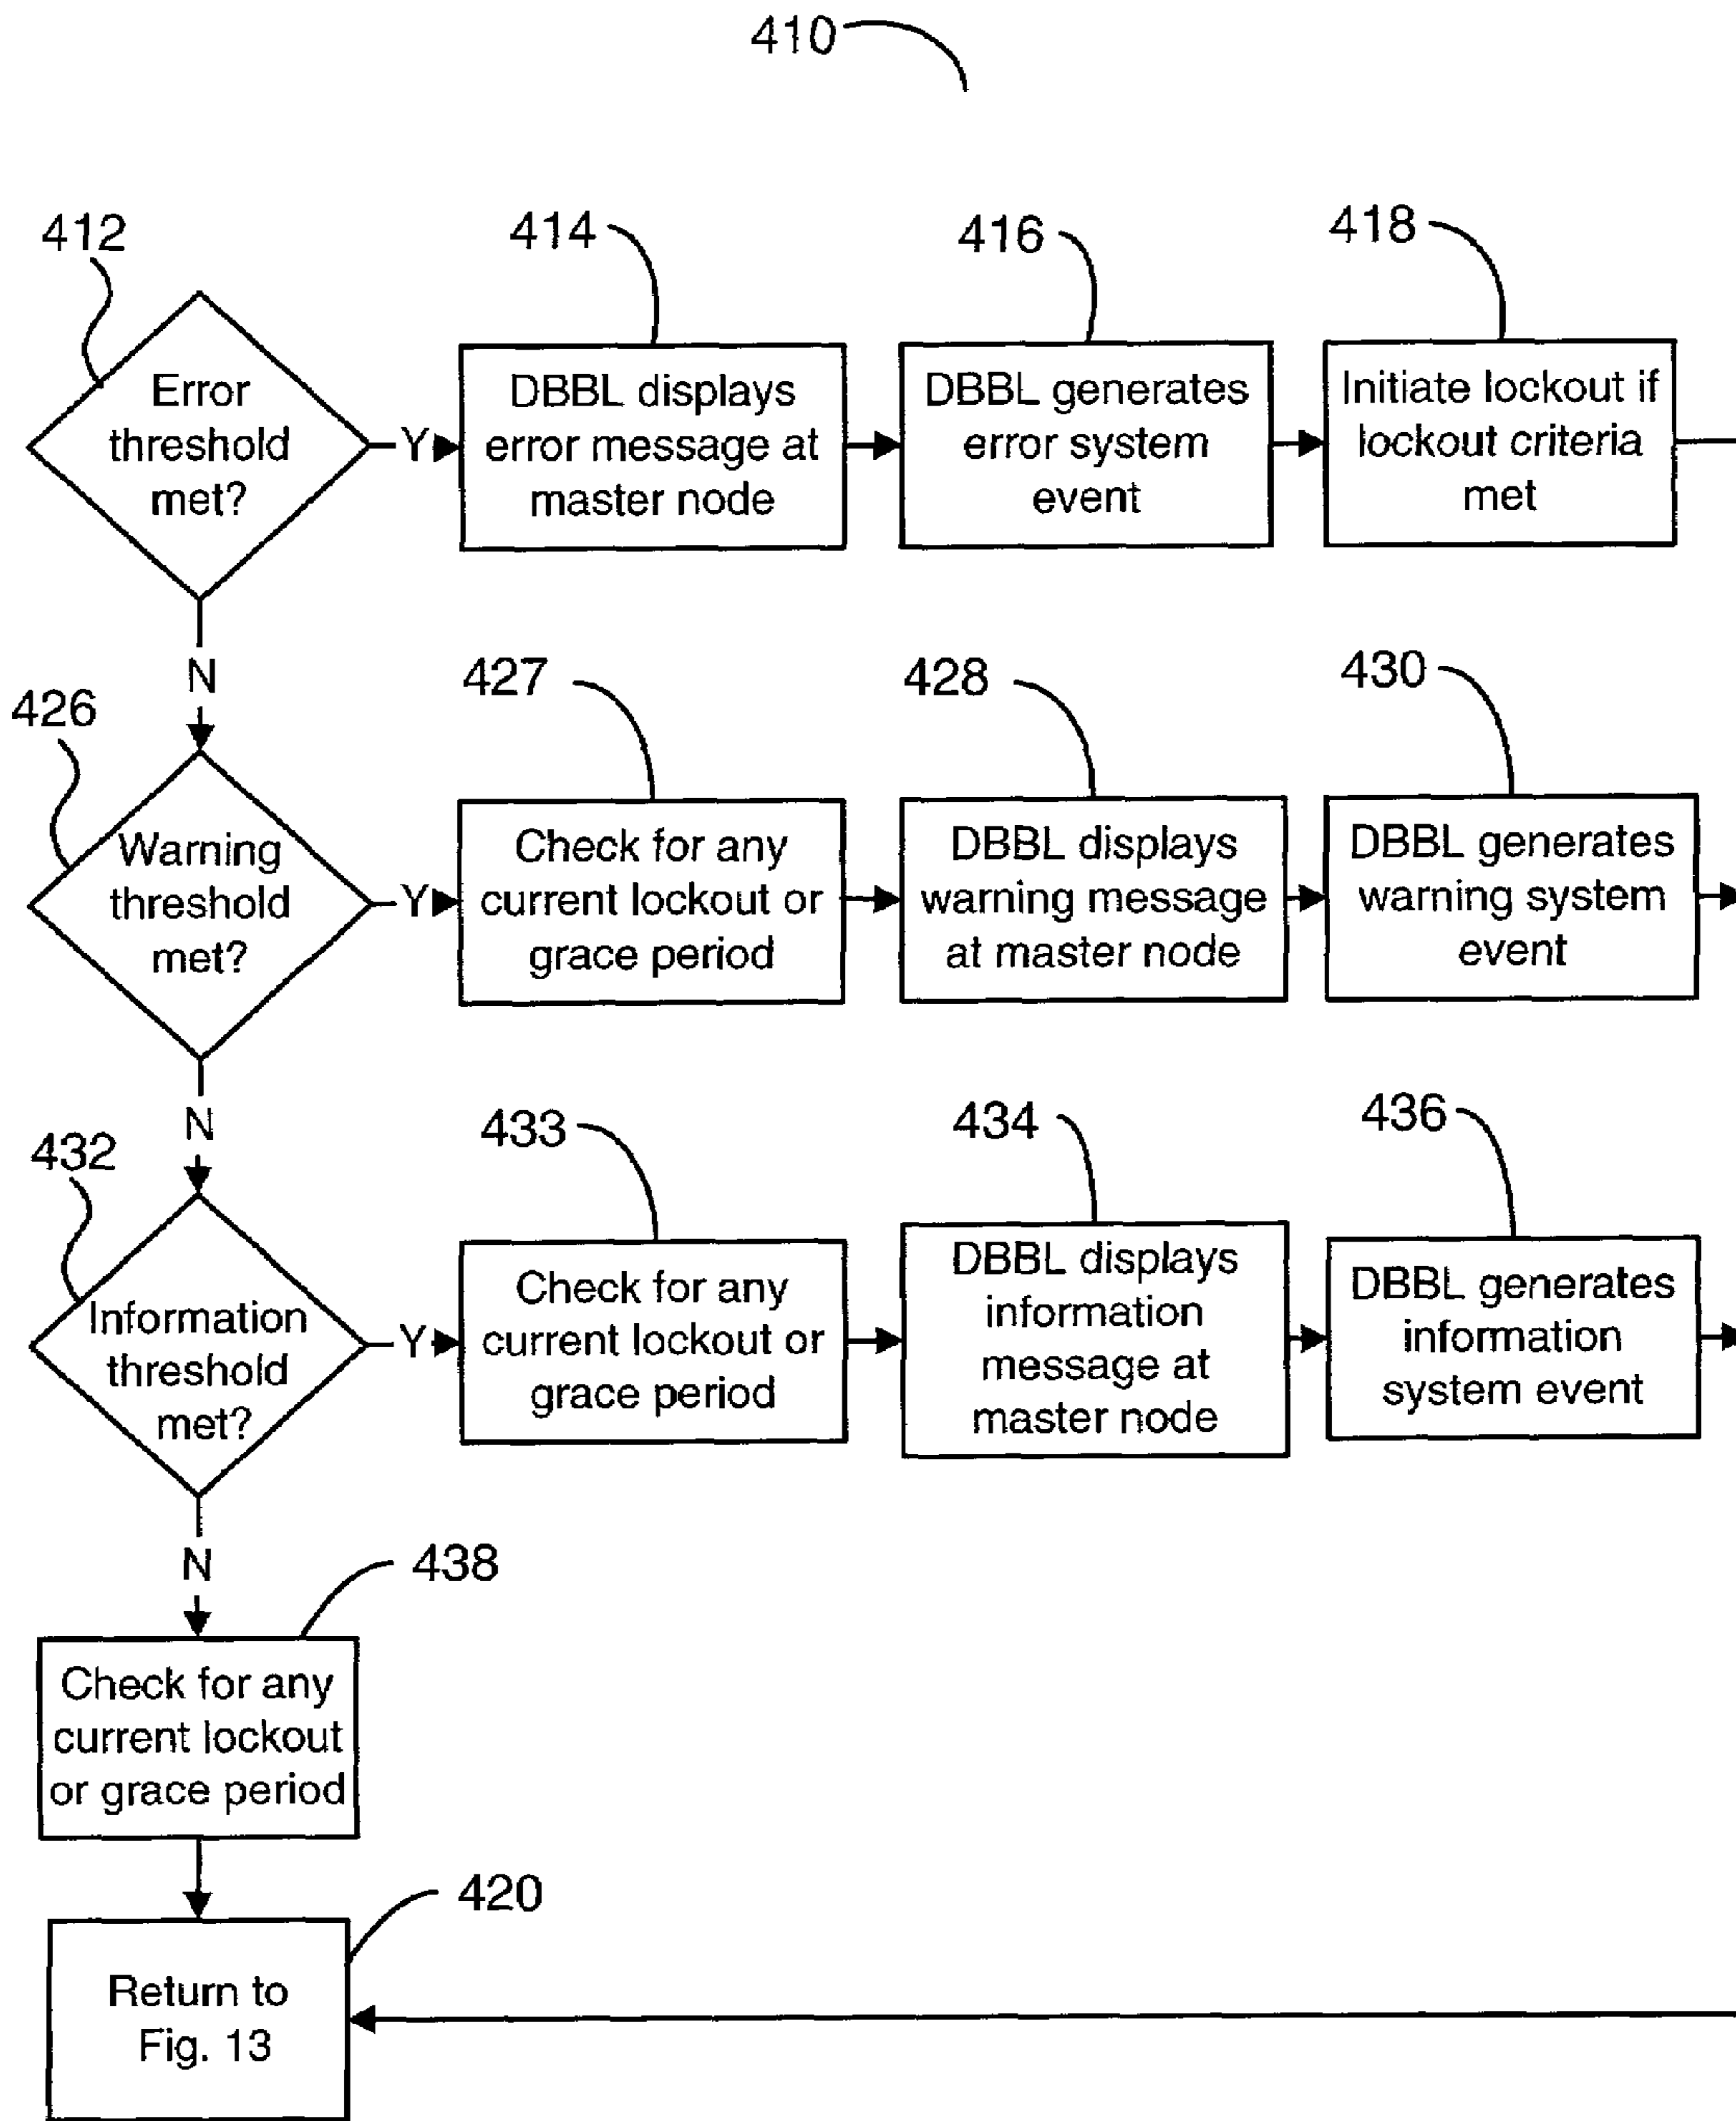 410
412
414
416
418
Error
threshold
met?
Y
DBBL displays
error message at
master node
DBBL generates
error system
event
Initiate lockout if
lockout criteria
met
N
426
427
428
430
Warning
threshold
met?
Y
Check for any
current lockout or
grace period
DBBL displays
warning message
at master node
DBBL generates
warning system
event
N
432
433
434
436
Information
threshold
met?
Y
Check for any
current lockout or
grace period
DBBL displays
information
message at
master node
DBBL generates
information
system event
N
438
Check for any
current lockout
or grace period
420
Return to
Fig. 13